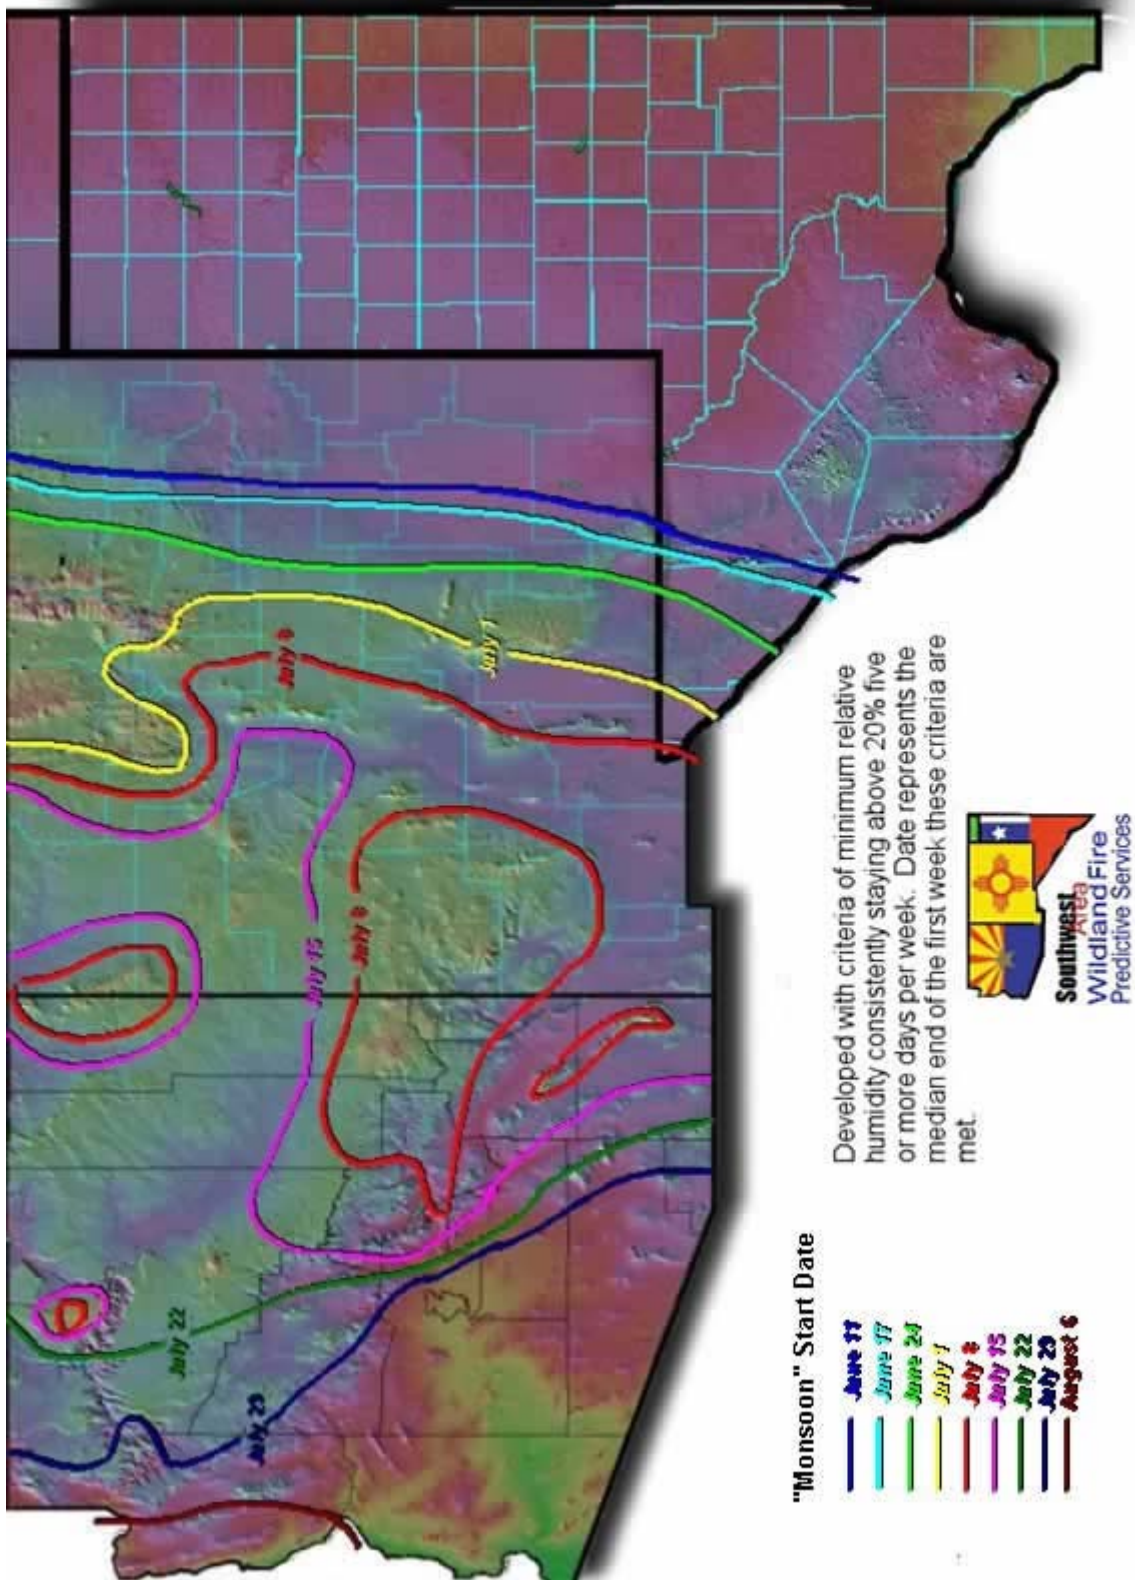 July 8
July 1
July 15
July 8
July 22
July 29
"Monsoon" Start Date
June 11
June 17
June 24
July 1
July 8
July 15
July 22
July 29
August 6
Developed with criteria of minimum relative
humidity consistently staying above 20% five
or more days per week. Date represents the
median end of the first week these criteria are
met.
Southwest
Area
Wildland Fire
Predictive Services